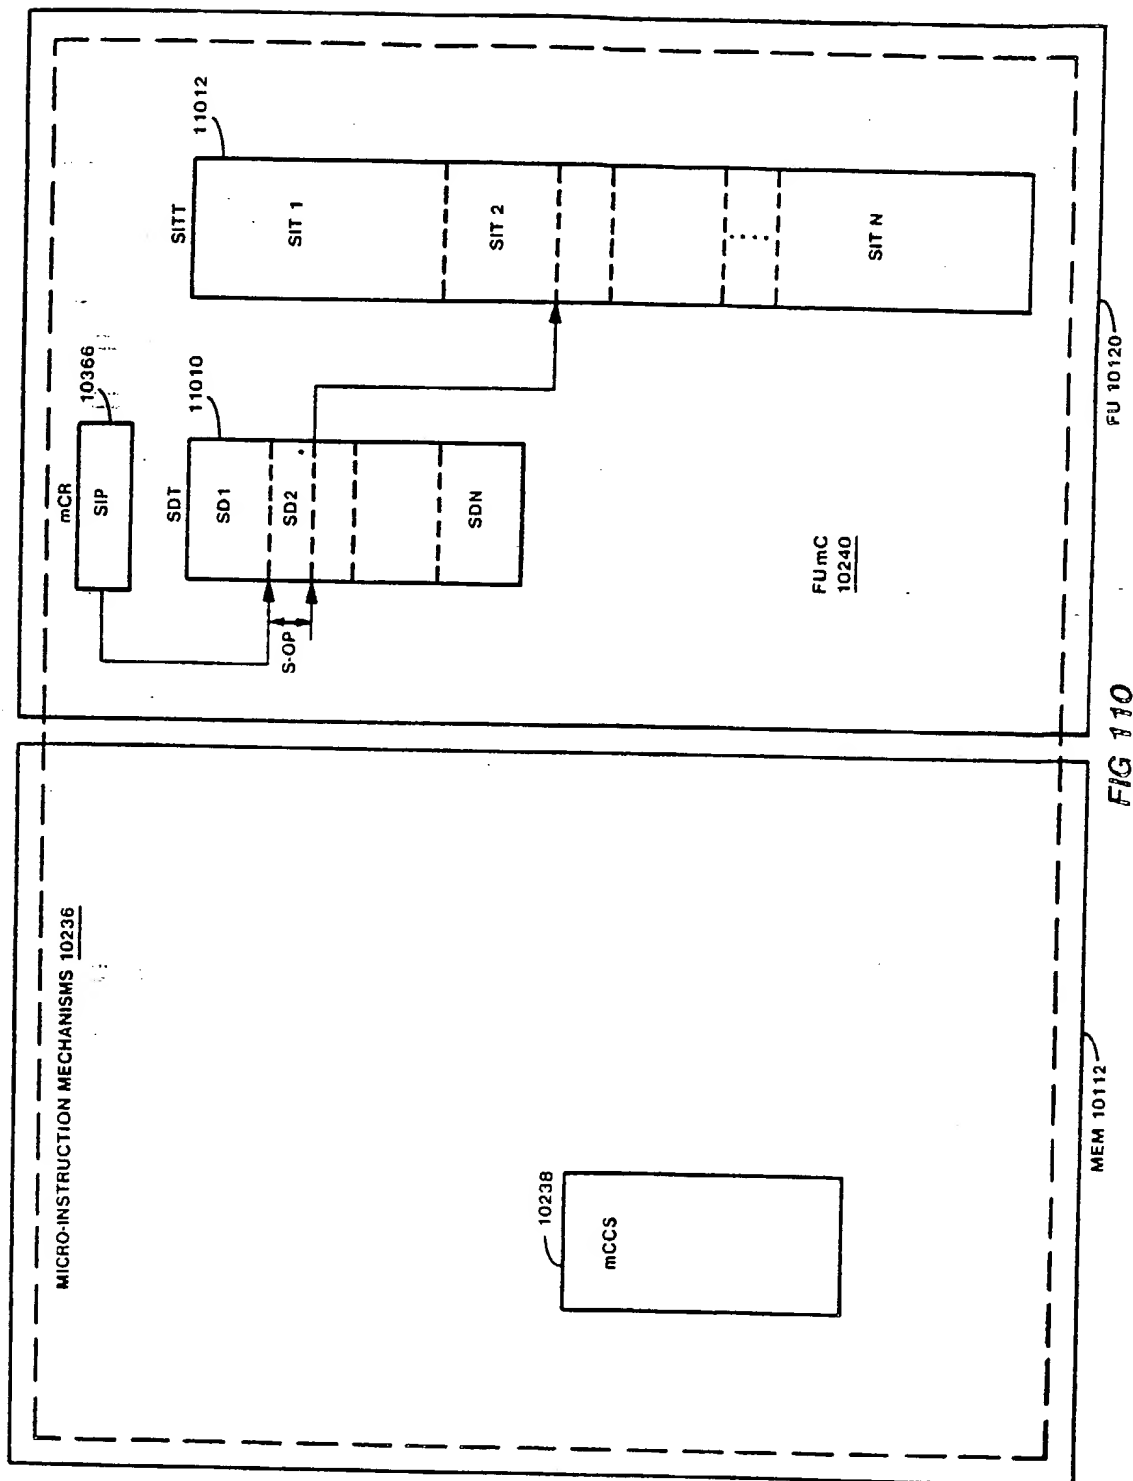 MICRO-INSTRUCTION MECHANISMS 10236
mCCS
10238
MEM 10112
mCR
SIP
10366
SDT
11010
SD1
SD2
SDN
S-OP
SITT
11012
SIT 1
SIT 2
SIT N
FUmC
10240
FU 10120
FIG 110